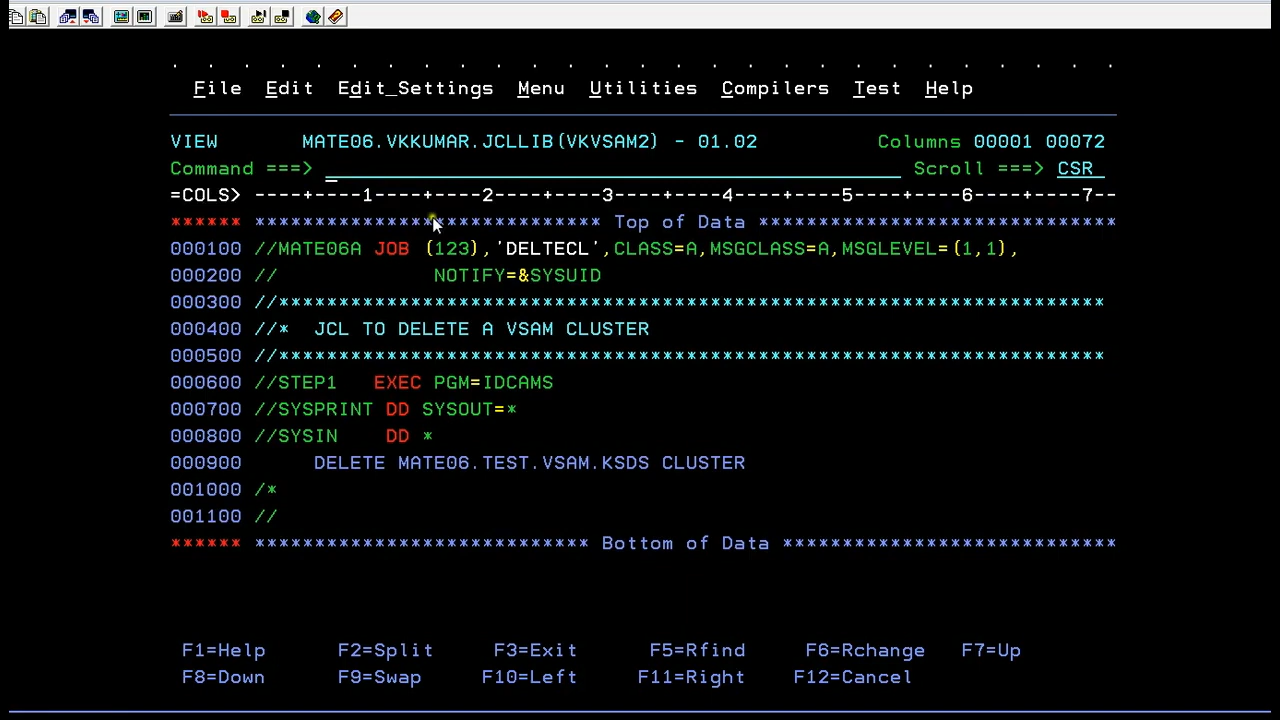 . . . . . . . . . . . . . . . . . . . . . . . . . . .
File Edit Edit_Settings Menu Utilities Compilers Test Help
VIEW MATE06.VKKUMAR.JCLLIB(VKVSAM2) - 01.02 Columns 00001 00072
Command ===> _ Scroll ===> CSR
=COLS> ----+----1----+----2----+----3----+----4----+----5----+----6----+----7--
****** ***************************** Top of Data ******************************
000100 //MATE06A JOB (123),'DELTECL',CLASS=A,MSGCLASS=A,MSGLEVEL=(1,1),
000200 //             NOTIFY=&SYSUID
000300 //*********************************************************************
000400 //*  JCL TO DELETE A VSAM CLUSTER
000500 //*********************************************************************
000600 //STEP1   EXEC PGM=IDCAMS
000700 //SYSPRINT DD SYSOUT=*
000800 //SYSIN    DD *
000900      DELETE MATE06.TEST.VSAM.KSDS CLUSTER
001000 /*
001100 //
****** **************************** Bottom of Data ****************************
F1=Help F2=Split F3=Exit F5=Rfind F6=Rchange F7=Up
F8=Down F9=Swap F10=Left F11=Right F12=Cancel